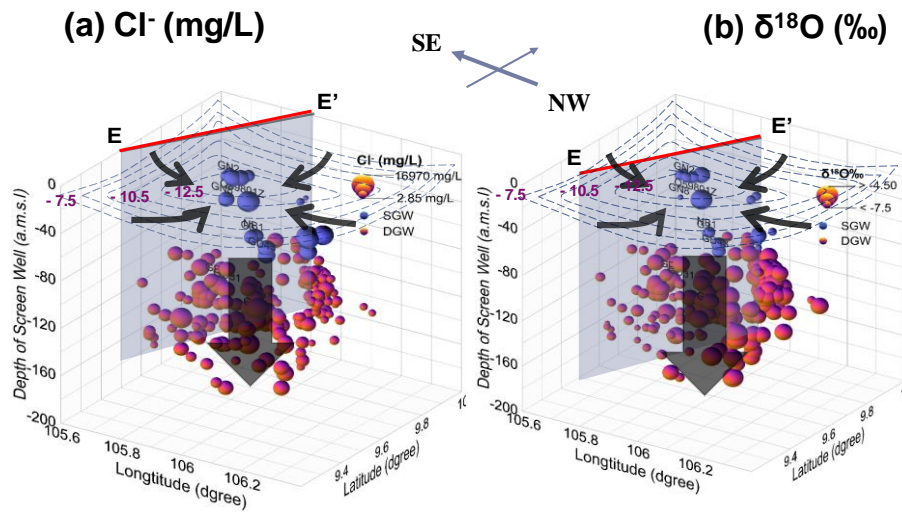 (a) Cl⁻ (mg/L)
(b) δ¹⁸O (‰)
SE
NW
E
E'
Cl⁻ (mg/L)
16970 mg/L
2.85 mg/L
SGW
DGW
GN2
NB1
- 7.5
- 10.5
- 12.5
0
-40
-80
-120
-160
-200
Depth of Screen Well (a.m.s.l)
105.6
105.8
106
106.2
Longtitude (dgree)
9.4
9.6
9.8
10
Latitude (dgree)
E
E'
δ¹⁸O‰
> -4.50
< -7.5
SGW
DGW
GN2
- 7.5
- 10.5
- 12.5
0
-40
-80
-120
-160
-200
Depth of Screen Well (a.m.s.l)
105.6
105.8
106
106.2
Longtitude (dgree)
9.4
9.6
9.8
Latitude (dgree)